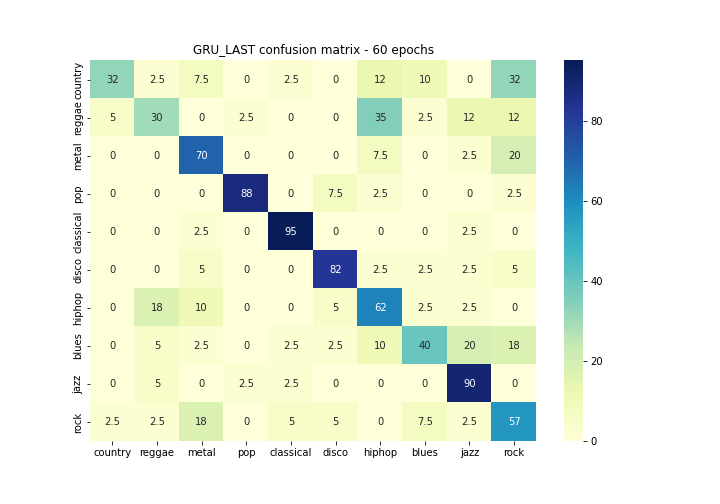 GRU_LAST confusion matrix - 60 epochs
country 32 2.5 7.5 0 2.5 0 12 10 0 32
reggae 5 30 0 2.5 0 0 35 2.5 12 12
metal 0 0 70 0 0 0 7.5 0 2.5 20
pop 0 0 0 88 0 7.5 2.5 0 0 2.5
classical 0 0 2.5 0 95 0 0 0 2.5 0
disco 0 0 5 0 0 82 2.5 2.5 2.5 5
hiphop 0 18 10 0 0 5 62 2.5 2.5 0
blues 0 5 2.5 0 2.5 2.5 10 40 20 18
jazz 0 5 0 2.5 2.5 0 0 0 90 0
rock 2.5 2.5 18 0 5 5 0 7.5 2.5 57
country reggae metal pop classical disco hiphop blues jazz rock
80
60
40
20
0